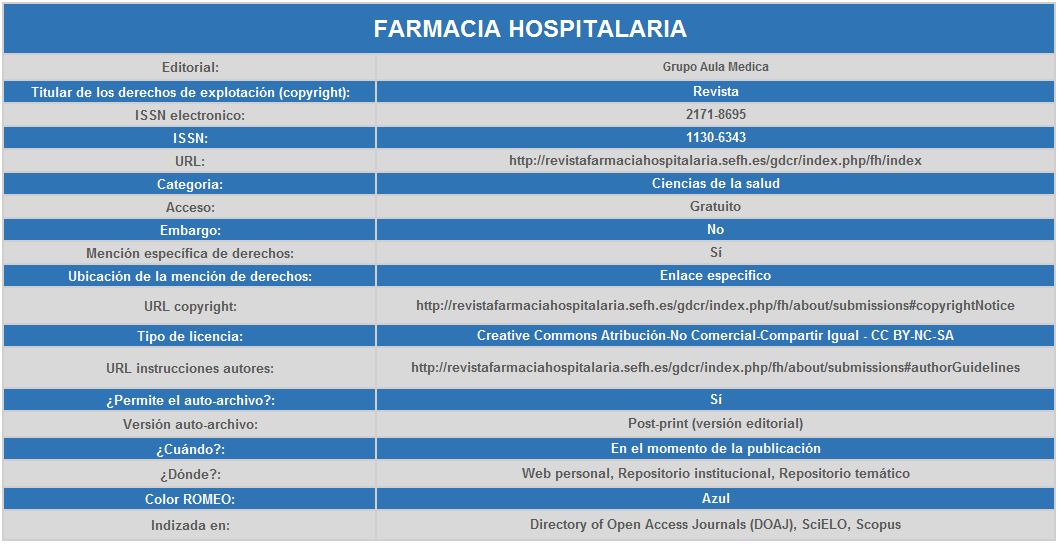 FARMACIA HOSPITALARIA
Editorial: Grupo Aula Medica
Titular de los derechos de explotación (copyright): Revista
ISSN electronico: 2171-8695
ISSN: 1130-6343
URL: http://revistafarmaciahospitalaria.sefh.es/gdcr/index.php/fh/index
Categoria: Ciencias de la salud
Acceso: Gratuito
Embargo: No
Mención específica de derechos: Sí
Ubicación de la mención de derechos: Enlace especifico
URL copyright: http://revistafarmaciahospitalaria.sefh.es/gdcr/index.php/fh/about/submissions#copyrightNotice
Tipo de licencia: Creative Commons Atribución-No Comercial-Compartir Igual - CC BY-NC-SA
URL instrucciones autores: http://revistafarmaciahospitalaria.sefh.es/gdcr/index.php/fh/about/submissions#authorGuidelines
¿Permite el auto-archivo?: Sí
Versión auto-archivo: Post-print (versión editorial)
¿Cuándo?: En el momento de la publicación
¿Dónde?: Web personal, Repositorio institucional, Repositorio temático
Color ROMEO: Azul
Indizada en: Directory of Open Access Journals (DOAJ), SciELO, Scopus